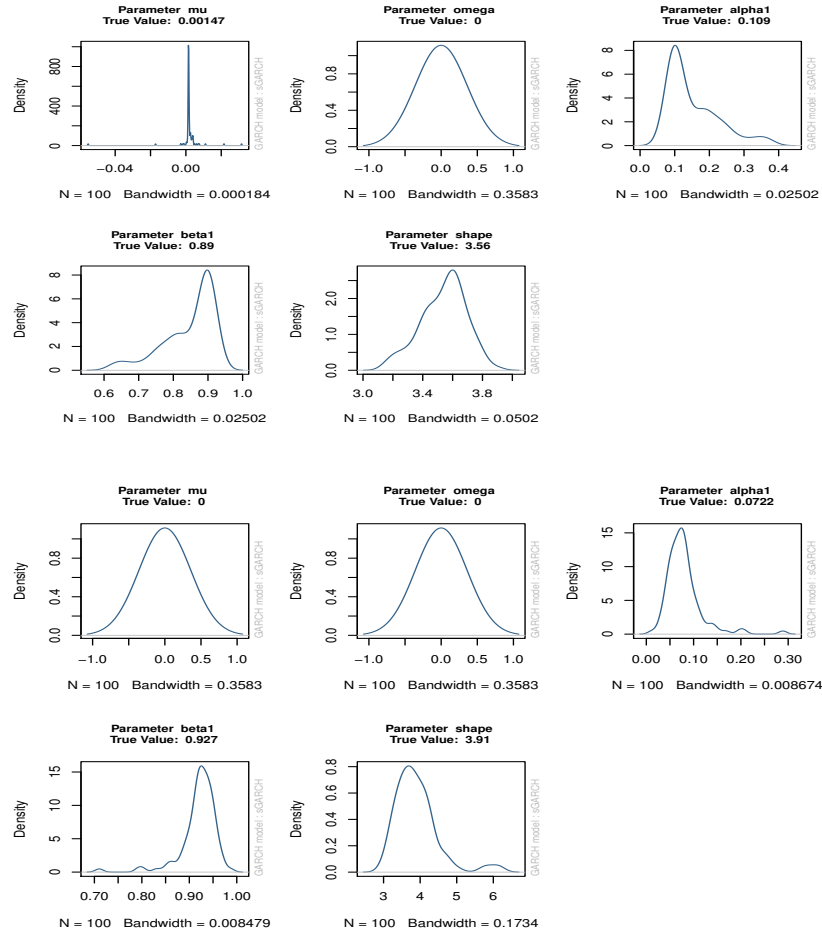 Parameter mu
True Value: 0.00147
Density
0 400 800
−0.04 0.00
N = 100 Bandwidth = 0.000184
GARCH model : sGARCH
Parameter omega
True Value: 0
Density
0.0 0.4 0.8
−1.0 0.0 0.5 1.0
N = 100 Bandwidth = 0.3583
GARCH model : sGARCH
Parameter alpha1
True Value: 0.109
Density
0 2 4 6 8
0.0 0.1 0.2 0.3 0.4
N = 100 Bandwidth = 0.02502
GARCH model : sGARCH
Parameter beta1
True Value: 0.89
Density
0 2 4 6 8
0.6 0.7 0.8 0.9 1.0
N = 100 Bandwidth = 0.02502
GARCH model : sGARCH
Parameter shape
True Value: 3.56
Density
0.0 1.0 2.0
3.0 3.4 3.8
N = 100 Bandwidth = 0.0502
GARCH model : sGARCH
Parameter mu
True Value: 0
Density
0.0 0.4 0.8
−1.0 0.0 0.5 1.0
N = 100 Bandwidth = 0.3583
GARCH model : sGARCH
Parameter omega
True Value: 0
Density
0.0 0.4 0.8
−1.0 0.0 0.5 1.0
N = 100 Bandwidth = 0.3583
GARCH model : sGARCH
Parameter alpha1
True Value: 0.0722
Density
0 5 10 15
0.00 0.10 0.20 0.30
N = 100 Bandwidth = 0.008674
GARCH model : sGARCH
Parameter beta1
True Value: 0.927
Density
0 5 10 15
0.70 0.80 0.90 1.00
N = 100 Bandwidth = 0.008479
GARCH model : sGARCH
Parameter shape
True Value: 3.91
Density
0.0 0.2 0.4 0.6 0.8
3 4 5 6
N = 100 Bandwidth = 0.1734
GARCH model : sGARCH